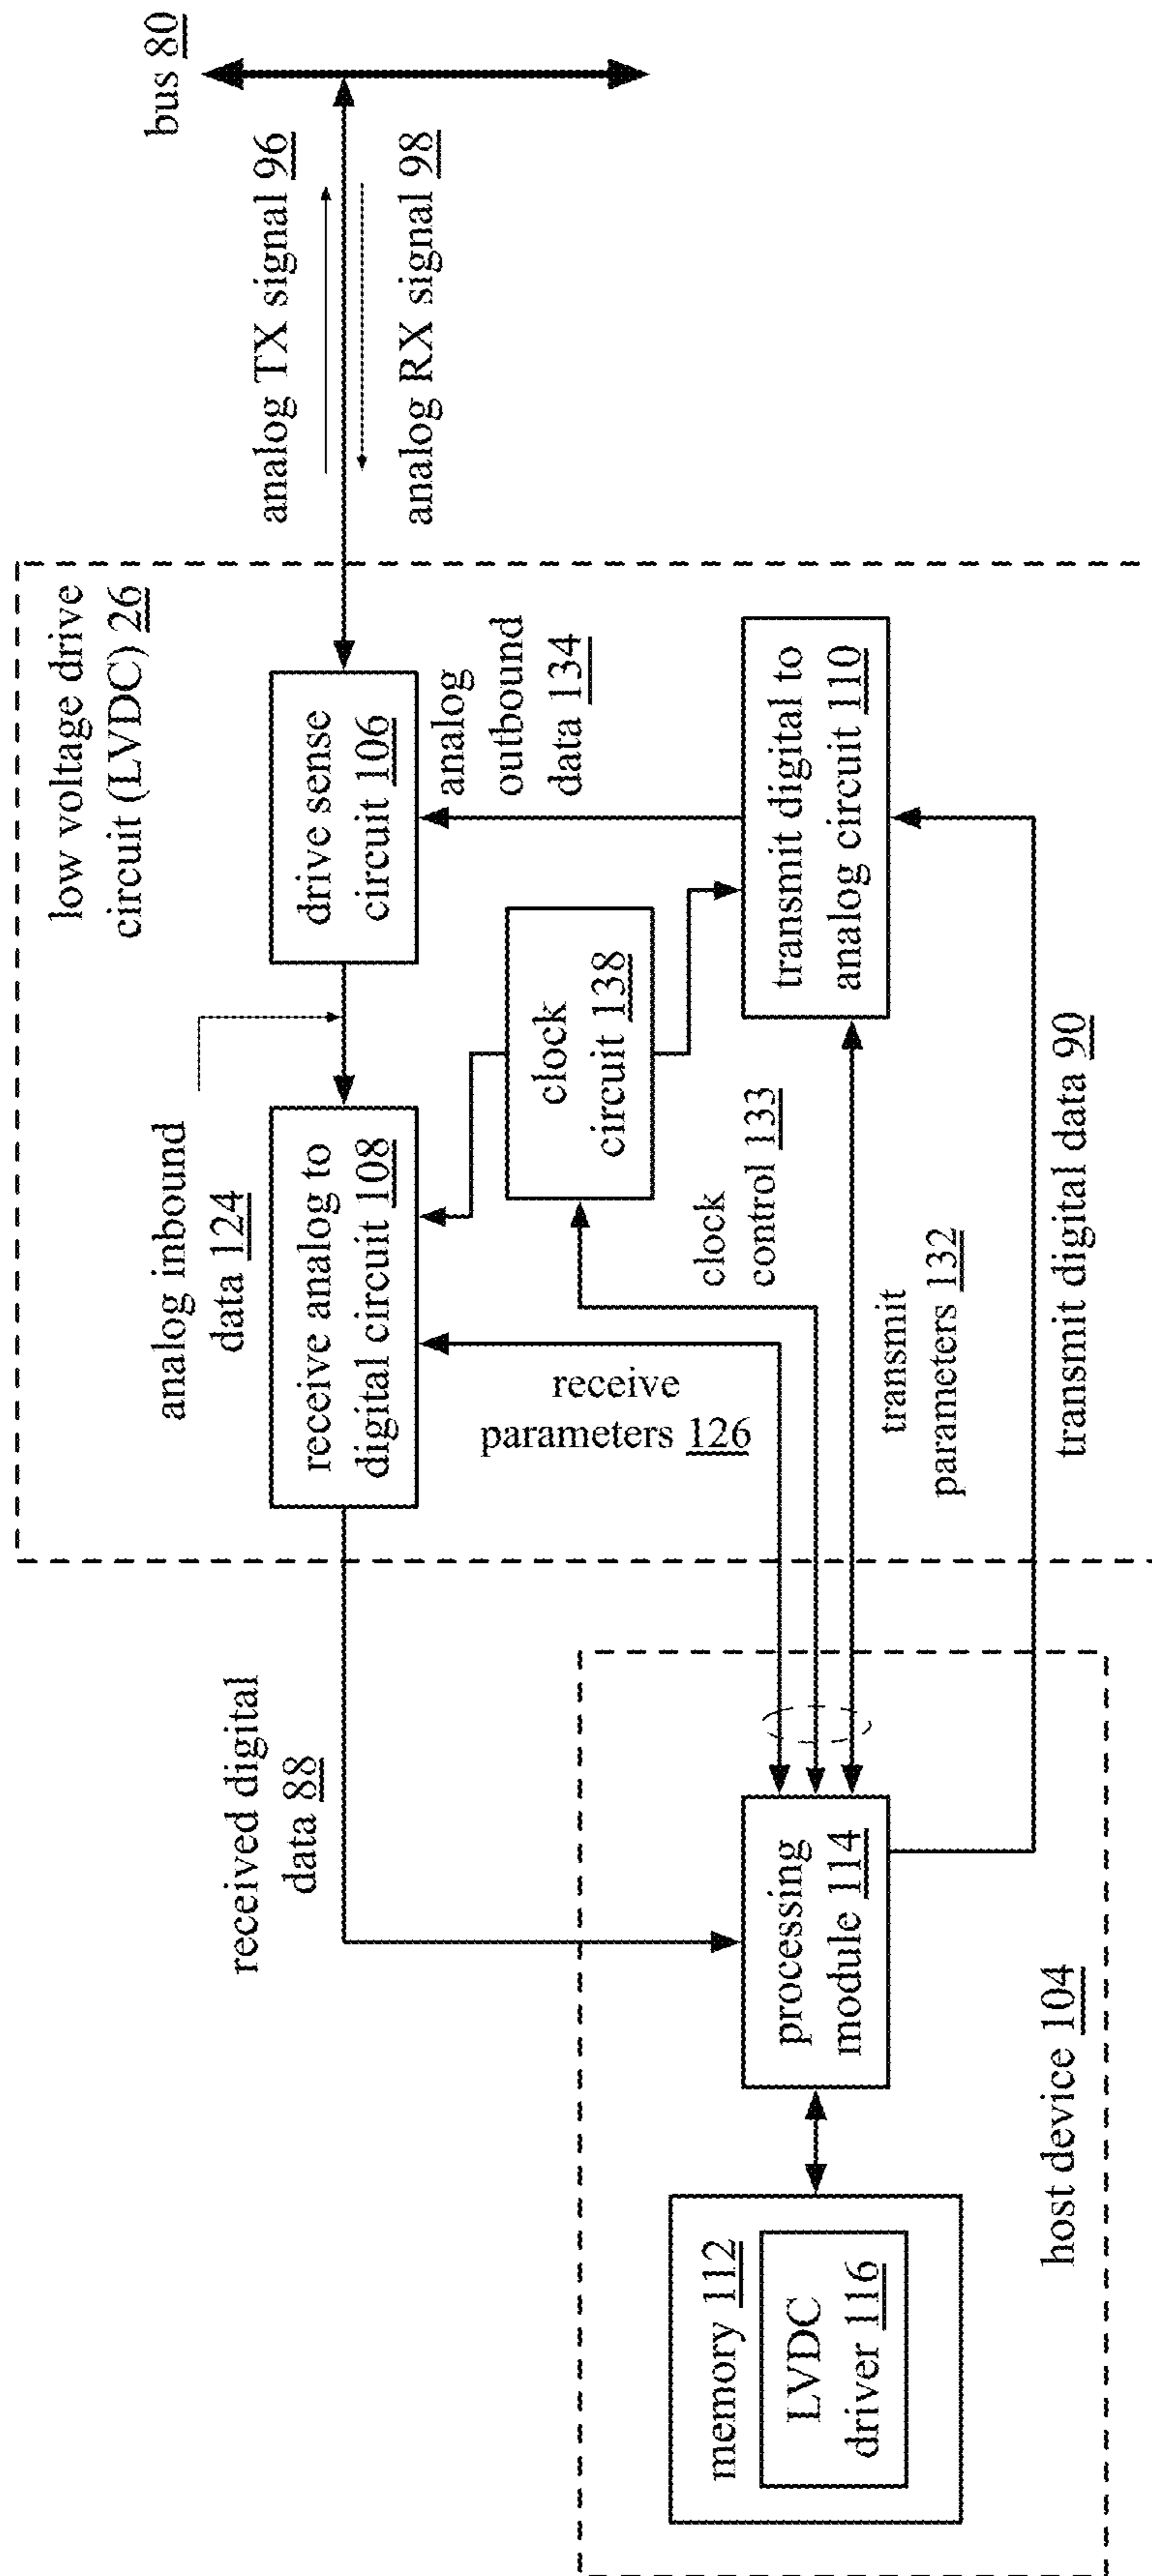 low voltage drive
circuit (LVDC) 26
bus 80
analog TX signal 96
analog RX signal 98
drive sense
circuit 106
analog
outbound
data 134
analog inbound
data 124
receive analog to
digital circuit 108
clock
circuit 138
transmit digital to
analog circuit 110
clock
control 133
receive
parameters 126
transmit
parameters 132
transmit digital data 90
received digital
data 88
processing
module 114
memory 112
LVDC
driver 116
host device 104